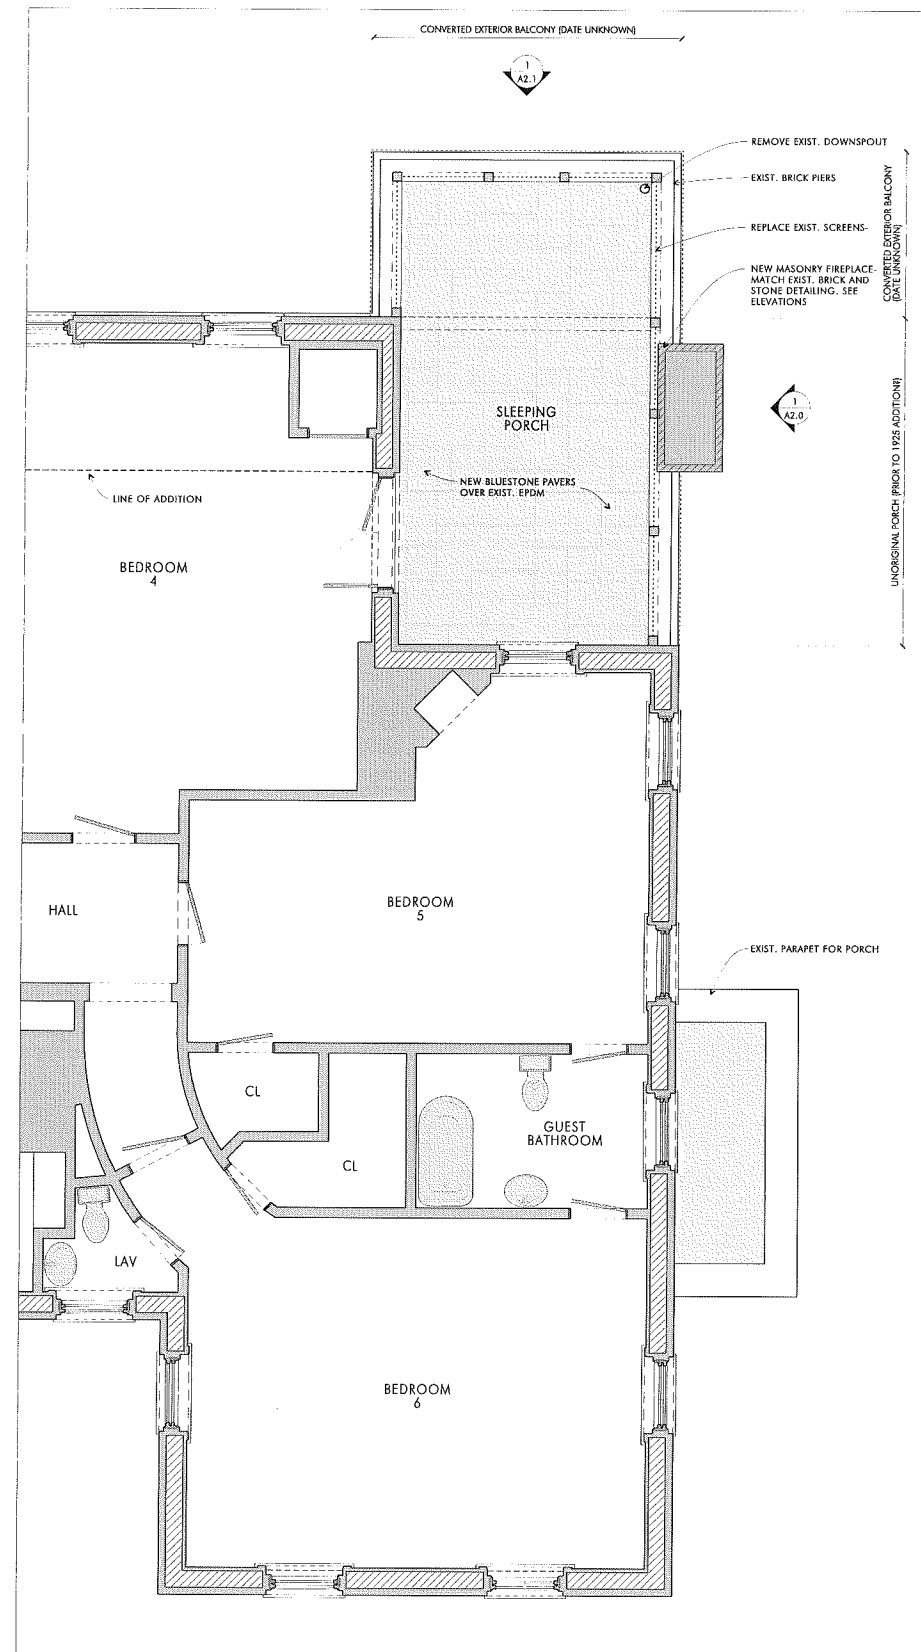 CONVERTED EXTERIOR BALCONY (DATE UNKNOWN)
1
A2.1
REMOVE EXIST. DOWNSPOUT
EXIST. BRICK PIERS
REPLACE EXIST. SCREENS-
NEW MASONRY FIREPLACE-
MATCH EXIST. BRICK AND
STONE DETAILING. SEE
ELEVATIONS
CONVERTED EXTERIOR BALCONY
(DATE UNKNOWN)
1
A2.0
UNORIGINAL PORCH (PRIOR TO 1925 ADDITION?)
SLEEPING
PORCH
NEW BLUESTONE PAVERS
OVER EXIST. EPDM
LINE OF ADDITION
BEDROOM
4
HALL
BEDROOM
5
EXIST. PARAPET FOR PORCH
CL
CL
GUEST
BATHROOM
LAV
BEDROOM
6